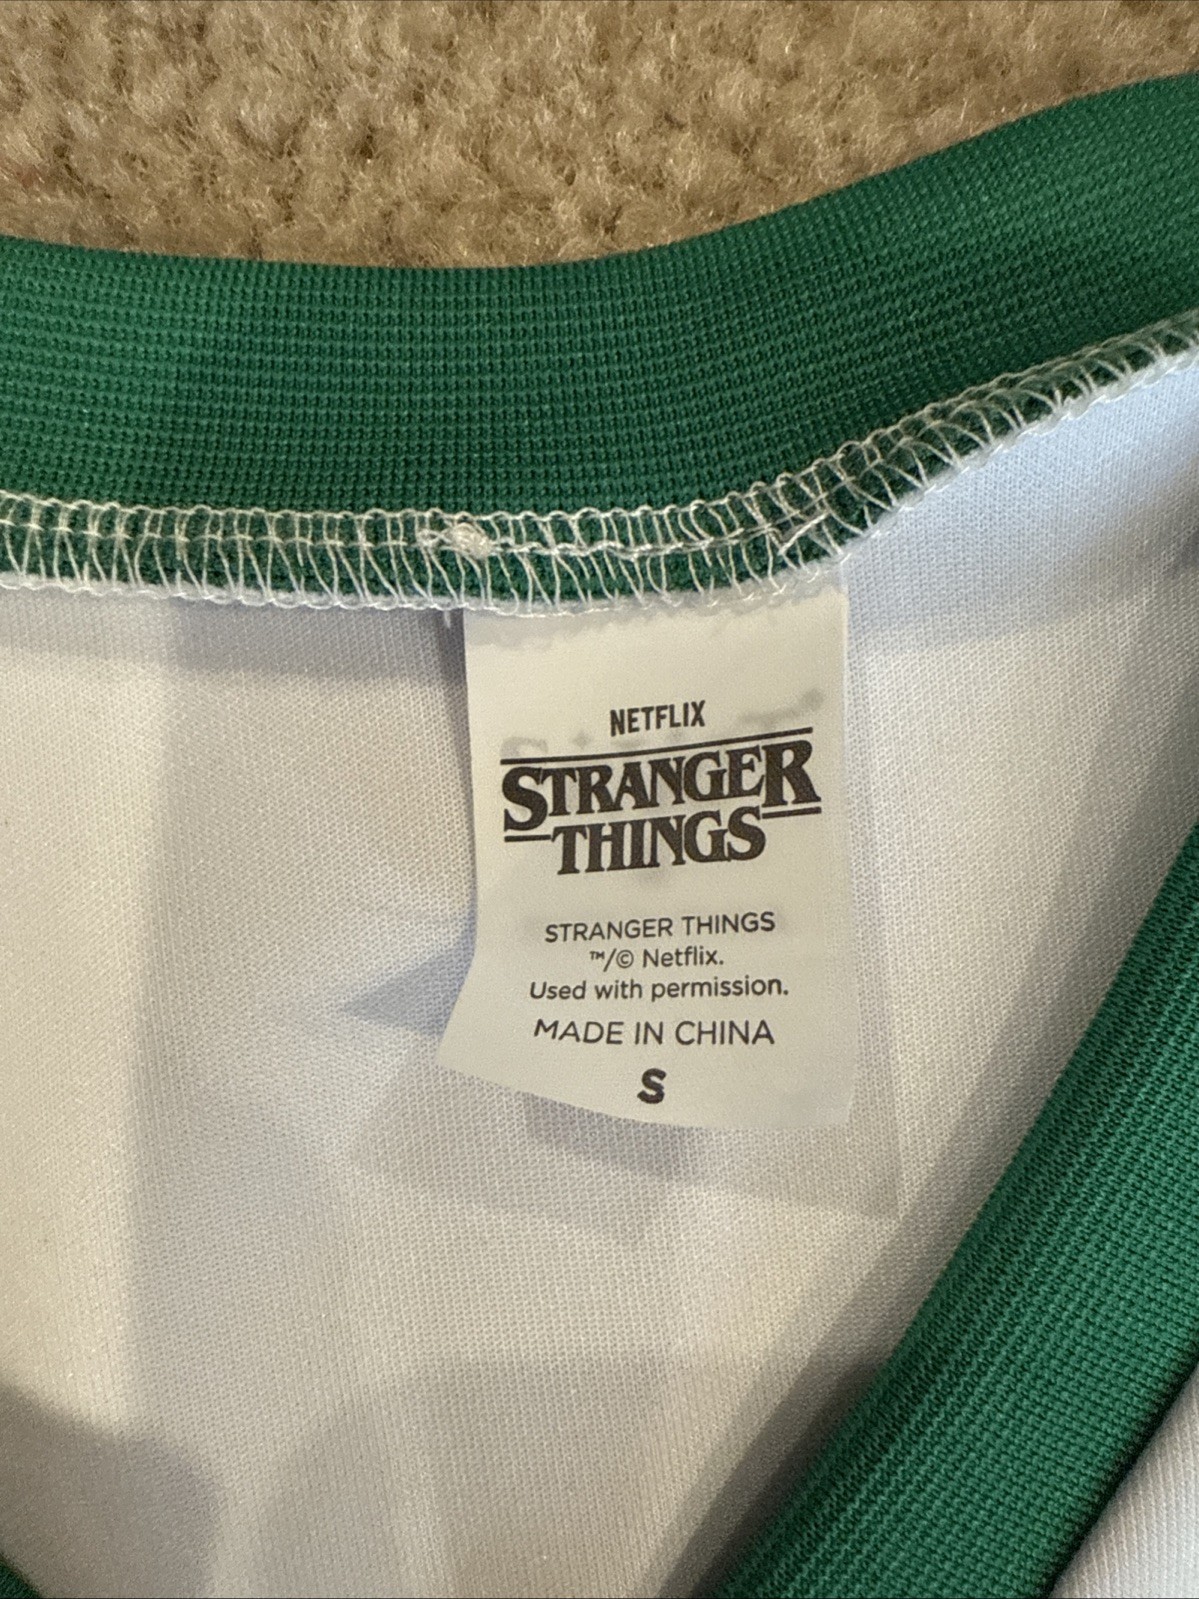 NETFLIX
STRANGER
THINGS
STRANGER THINGS
™/© Netflix.
Used with permission.
MADE IN CHINA
S